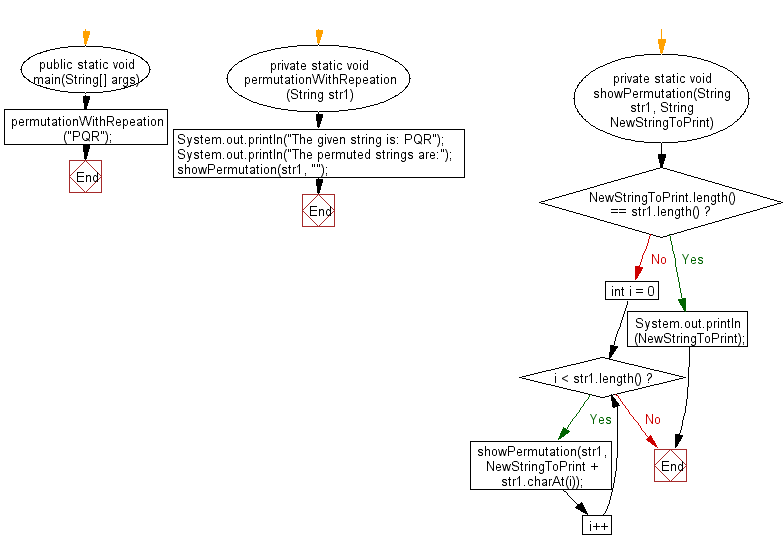 public static void
main(String[] args)
permutationWithRepeation
("PQR");
End
private static void
permutationWithRepeation
(String str1)
System.out.println("The given string is: PQR");
System.out.println("The permuted strings are:");
showPermutation(str1, "");
End
private static void
showPermutation(String
str1, String
NewStringToPrint)
NewStringToPrint.length()
== str1.length() ?
No
Yes
int i = 0
System.out.println
(NewStringToPrint);
i < str1.length() ?
Yes
No
showPermutation(str1,
NewStringToPrint +
str1.charAt(i));
End
i++